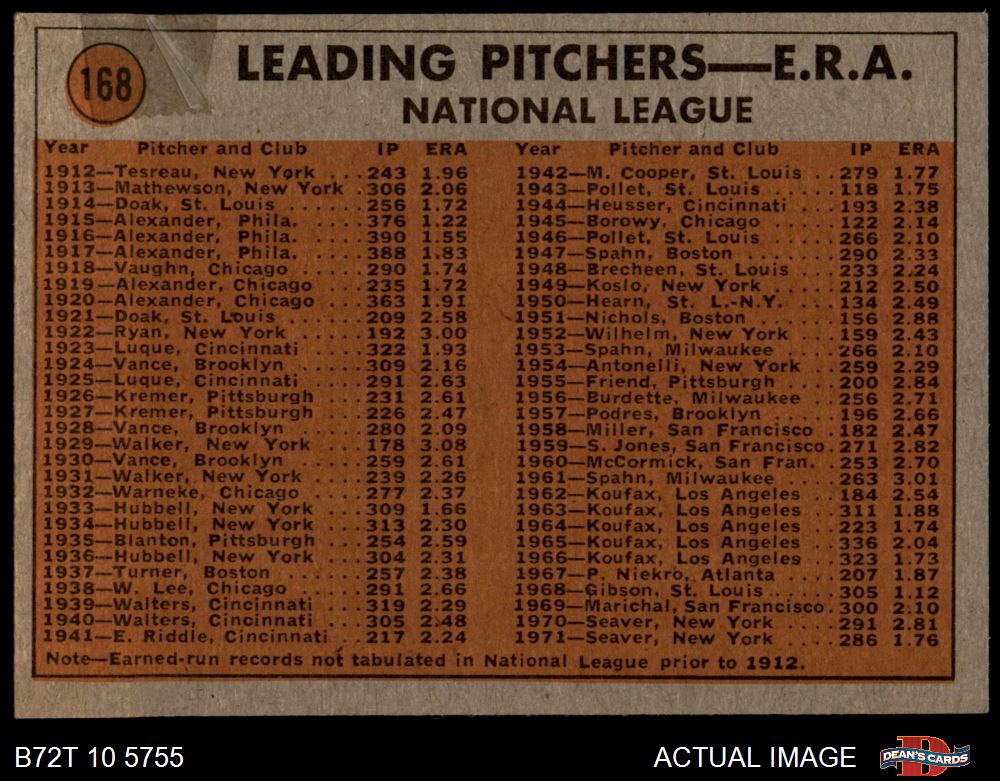 168
LEADING PITCHERS—E.R.A.
NATIONAL LEAGUE
Year Pitcher and Club IP ERA
1912—Tesreau, New York ...243 1.96
1913—Mathewson, New York .306 2.06
1914—Doak, St. Louis ......256 1.72
1915—Alexander, Phila. .....376 1.22
1916—Alexander, Phila. .....390 1.55
1917—Alexander, Phila. .....388 1.83
1918—Vaughn, Chicago .....290 1.74
1919—Alexander, Chicago ....235 1.72
1920—Alexander, Chicago ....363 1.91
1921—Doak, St. Louis ......209 2.58
1922—Ryan, New York ......192 3.00
1923—Luque, Cincinnati ....322 1.93
1924—Vance, Brooklyn ......309 2.16
1925—Luque, Cincinnati ....291 2.63
1926—Kremer, Pittsburgh ...231 2.61
1927—Kremer, Pittsburgh ...226 2.47
1928—Vance, Brooklyn ......280 2.09
1929—Walker, New York ....178 3.08
1930—Vance, Brooklyn ......259 2.61
1931—Walker, New York ....239 2.26
1932—Warneke, Chicago ....277 2.37
1933—Hubbell, New York ...309 1.66
1934—Hubbell, New York ...313 2.30
1935—Blanton, Pittsburgh ...254 2.59
1936—Hubbell, New York ...304 2.31
1937—Turner, Boston ......257 2.38
1938—W. Lee, Chicago .....291 2.66
1939—Walters, Cincinnati ...319 2.29
1940—Walters, Cincinnati ...305 2.48
1941—E. Riddle, Cincinnati ..217 2.24
Year Pitcher and Club IP ERA
1942—M. Cooper, St. Louis ..279 1.77
1943—Pollet, St. Louis .....118 1.75
1944—Heusser, Cincinnati ...193 2.38
1945—Borowy, Chicago .....122 2.14
1946—Pollet, St. Louis .....266 2.10
1947—Spahn, Boston .......290 2.33
1948—Brecheen, St. Louis ...233 2.24
1949—Koslo, New York .....212 2.50
1950—Hearn, St. L.-N.Y. ....134 2.49
1951—Nichols, Boston ......156 2.88
1952—Wilhelm, New York ...159 2.43
1953—Spahn, Milwaukee ....266 2.10
1954—Antonelli, New York ..259 2.29
1955—Friend, Pittsburgh ....200 2.84
1956—Burdette, Milwaukee ..256 2.71
1957—Podres, Brooklyn .....196 2.66
1958—Miller, San Francisco .182 2.47
1959—S. Jones, San Francisco.271 2.82
1960—McCormick, San Fran. .253 2.70
1961—Spahn, Milwaukee ....263 3.01
1962—Koufax, Los Angeles ..184 2.54
1963—Koufax, Los Angeles ..311 1.88
1964—Koufax, Los Angeles ..223 1.74
1965—Koufax, Los Angeles ..336 2.04
1966—Koufax, Los Angeles ..323 1.73
1967—P. Niekro, Atlanta ....207 1.87
1968—Gibson, St. Louis .....305 1.12
1969—Marichal, San Francisco.300 2.10
1970—Seaver, New York ....291 2.81
1971—Seaver, New York ....286 1.76
Note—Earned-run records not tabulated in National League prior to 1912.
B72T 10 5755
ACTUAL IMAGE
DEAN'S CARDS